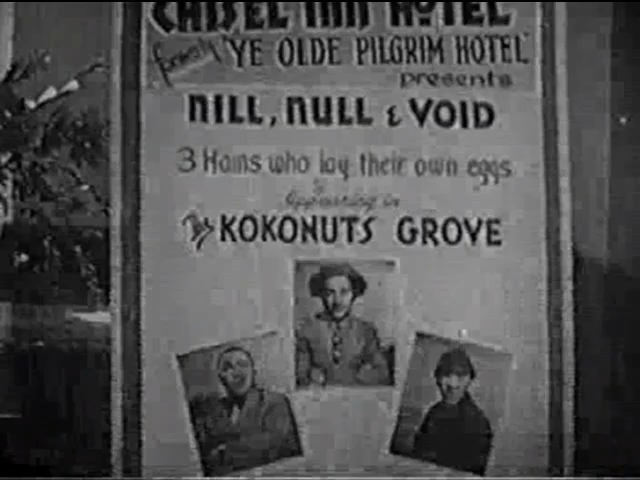 CHISEL INN HOTEL
formerly 'YE OLDE PILGRIM HOTEL'
presents
NILL, NULL & VOID
3 Hams who lay their own eggs
Appearing in
The KOKONUTS GROVE